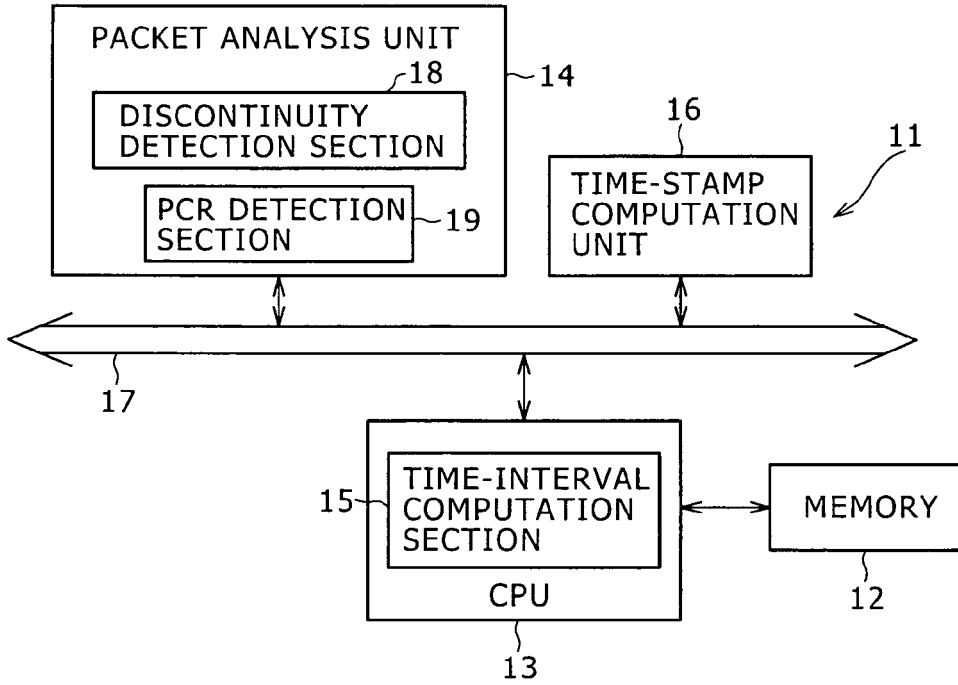 PACKET ANALYSIS UNIT
18
14
DISCONTINUITY
DETECTION SECTION
PCR DETECTION
SECTION
19
16
11
TIME-STAMP
COMPUTATION
UNIT
17
15
TIME-INTERVAL
COMPUTATION
SECTION
CPU
13
MEMORY
12